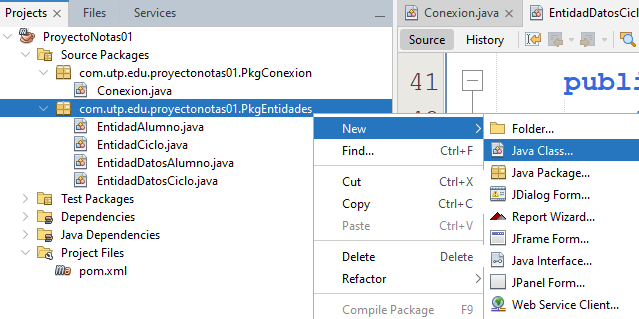 Projects × Files Services
ProyectoNotas01
Source Packages
com.utp.edu.proyectonotas01.PkgConexion
Conexion.java
com.utp.edu.proyectonotas01.PkgEntidades
EntidadAlumno.java
EntidadCiclo.java
EntidadDatosAlumno.java
EntidadDatosCiclo.java
Test Packages
Dependencies
Java Dependencies
Project Files
pom.xml
Conexion.java × EntidadDatosCiclo
Source History
41 publi
New
Find... Ctrl+F
Cut Ctrl+X
Copy Ctrl+C
Paste Ctrl+V
Delete Delete
Refactor
Compile Package F9
Folder...
Java Class...
Java Package...
JDialog Form...
Report Wizard...
JFrame Form...
Java Interface...
JPanel Form...
Web Service Client...